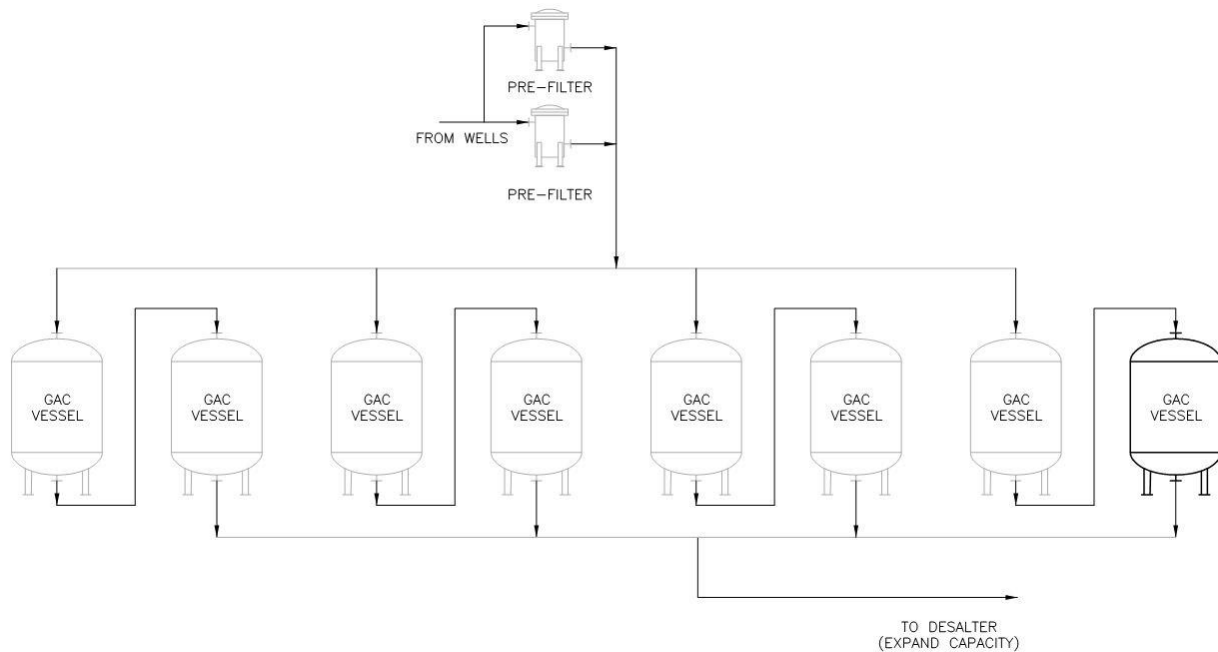 PRE-FILTER
FROM WELLS
PRE-FILTER
GAC
VESSEL
GAC
VESSEL
GAC
VESSEL
GAC
VESSEL
GAC
VESSEL
GAC
VESSEL
GAC
VESSEL
GAC
VESSEL
TO DESALTER
(EXPAND CAPACITY)